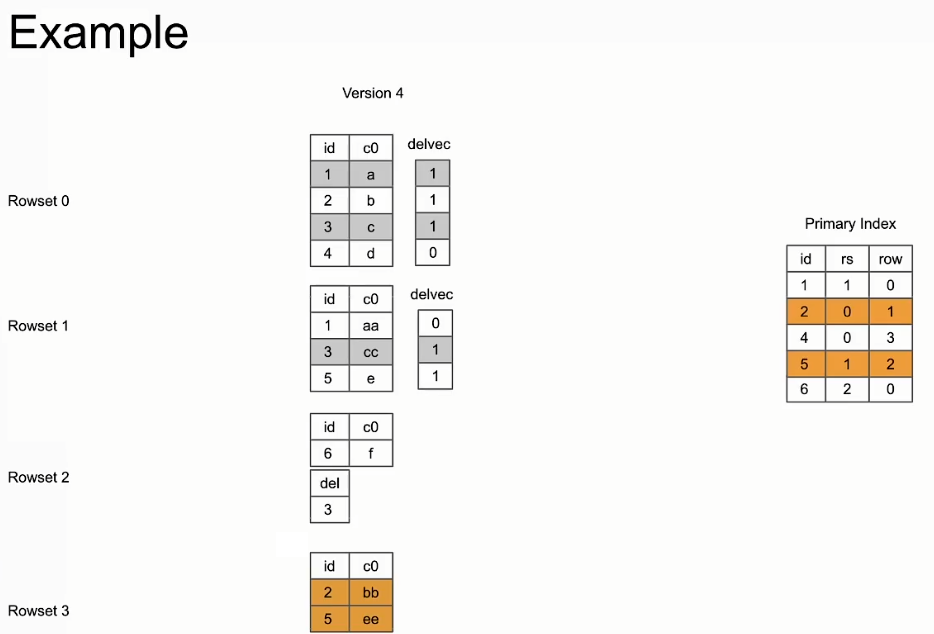 Example
Version 4
Rowset 0
id c0
1 a
2 b
3 c
4 d
delvec
1
1
1
0
Rowset 1
id c0
1 aa
3 cc
5 e
delvec
0
1
1
Rowset 2
id c0
6 f
del
3
Rowset 3
id c0
2 bb
5 ee
Primary Index
id rs row
1 1 0
2 0 1
4 0 3
5 1 2
6 2 0